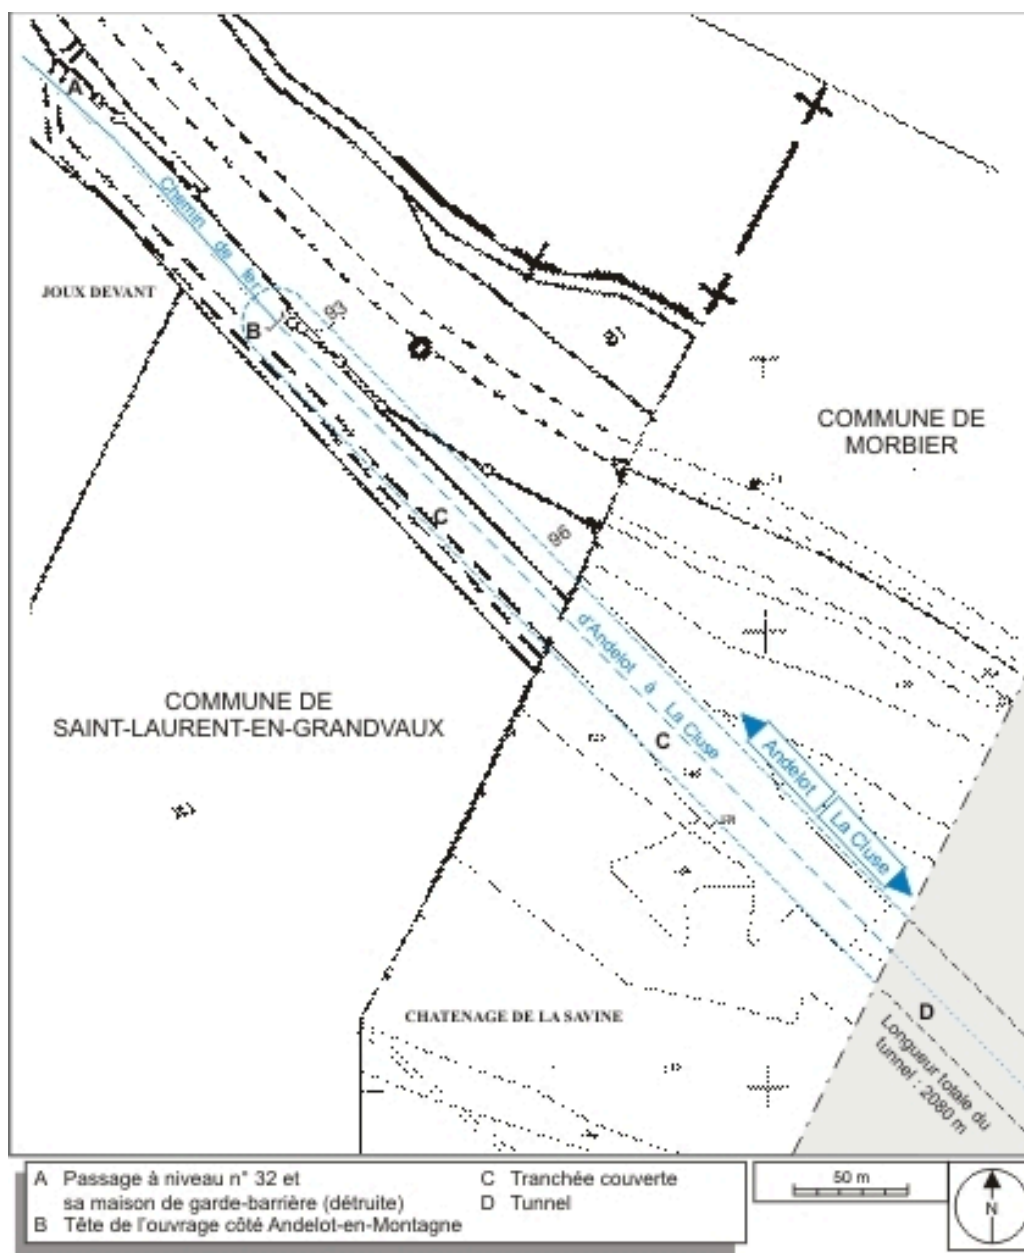 A
Chemin de fer
JOUX DEVANT
B
93
COMMUNE DE
MORBIER
C
96
d'Andelot à La Cluse
COMMUNE DE
SAINT-LAURENT-EN-GRANDVAUX
C
Andelot
La Cluse
CHATENAGE DE LA SAVINE
D
Longueur totale du
tunnel : 2080 m
A Passage à niveau n° 32 et
sa maison de garde-barrière (détruite)
B Tête de l'ouvrage côté Andelot-en-Montagne
C Tranchée couverte
D Tunnel
50 m
N